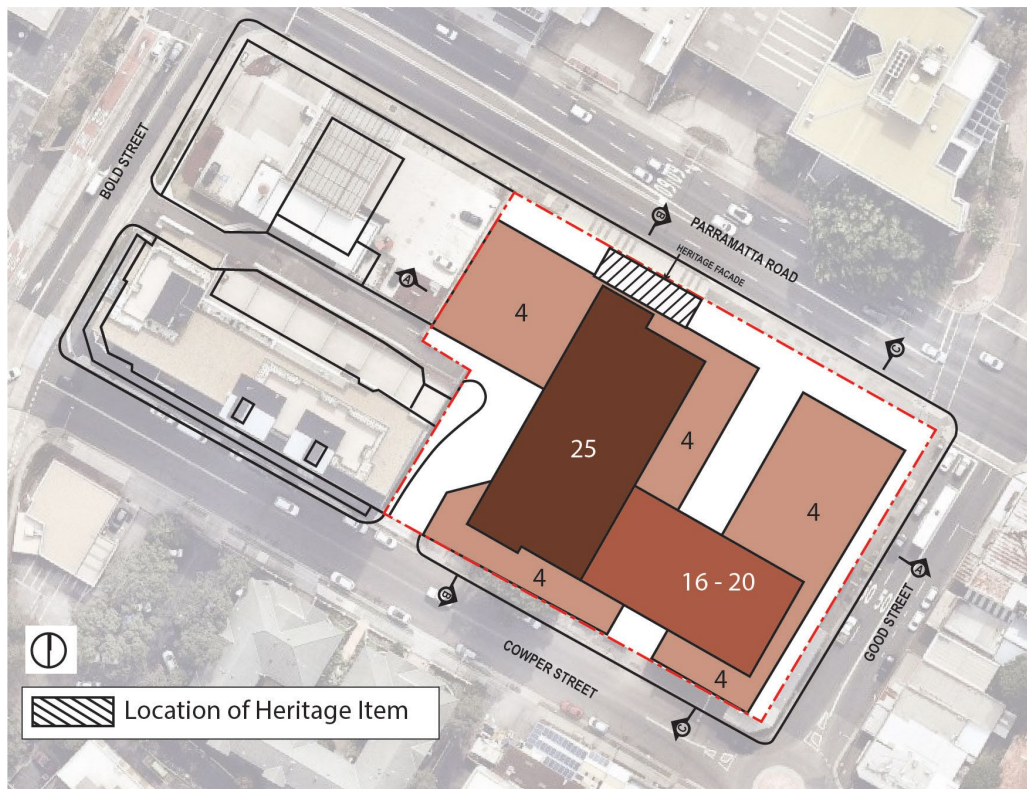 BOLD STREET
PARRAMATTA ROAD
HERITAGE FACADE
B
A
C
4
25
4
4
16 - 20
4
4
A
B
C
GOOD STREET
COWPER STREET
Location of Heritage Item